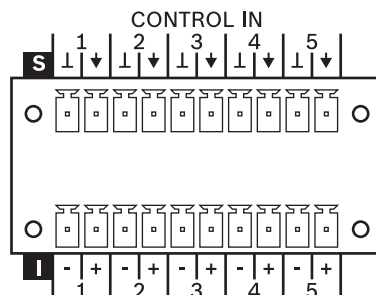 CONTROL IN
1 2 3 4 5
S ⊥ ↓ ⊥ ↓ ⊥ ↓ ⊥ ↓ ⊥ ↓
I - + - + - + - + - +
1 2 3 4 5